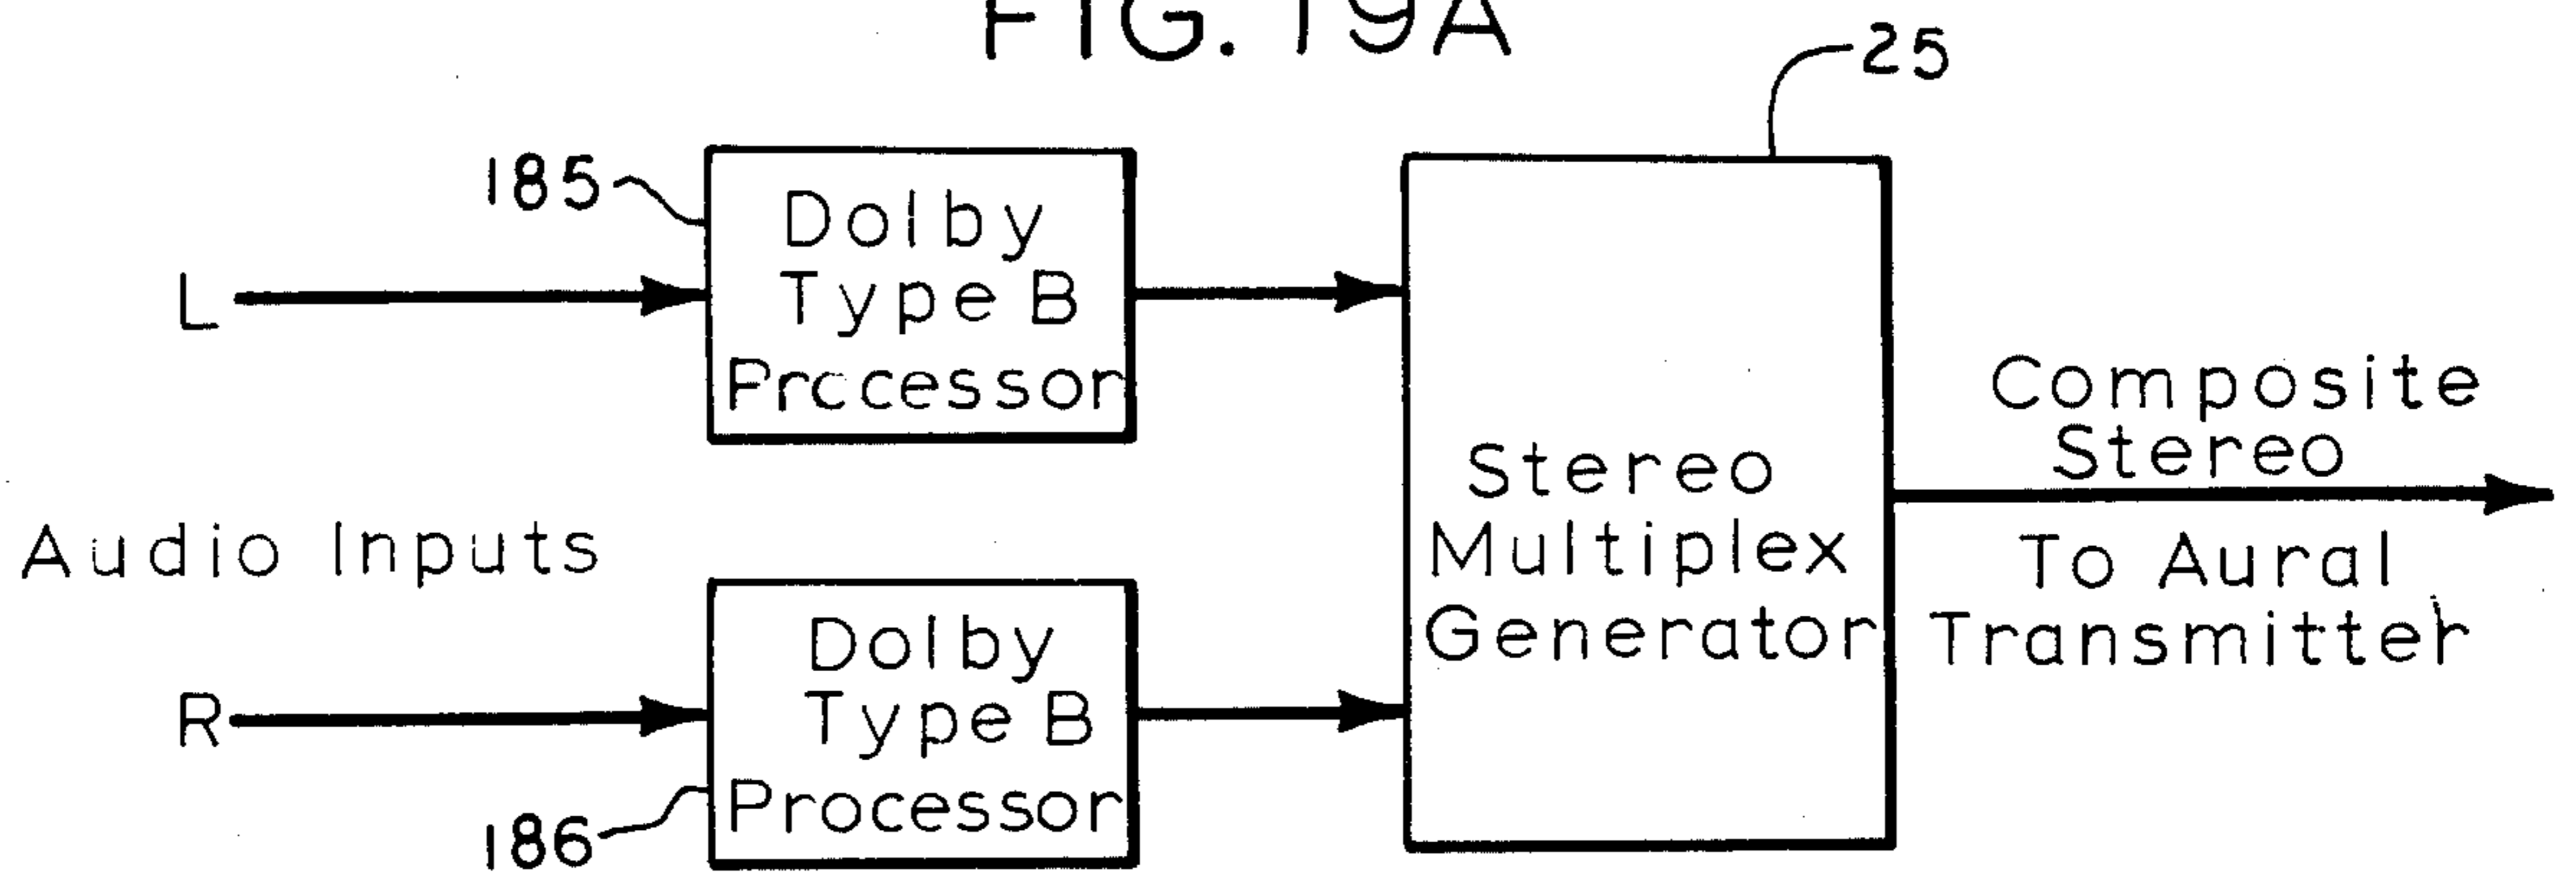 FIG. 19A
25
185
Dolby
Type B
Processor
L
Composite
Stereo
Stereo
Multiplex
Generator
Audio Inputs
To Aural
Transmitter
Dolby
Type B
Processor
R
186